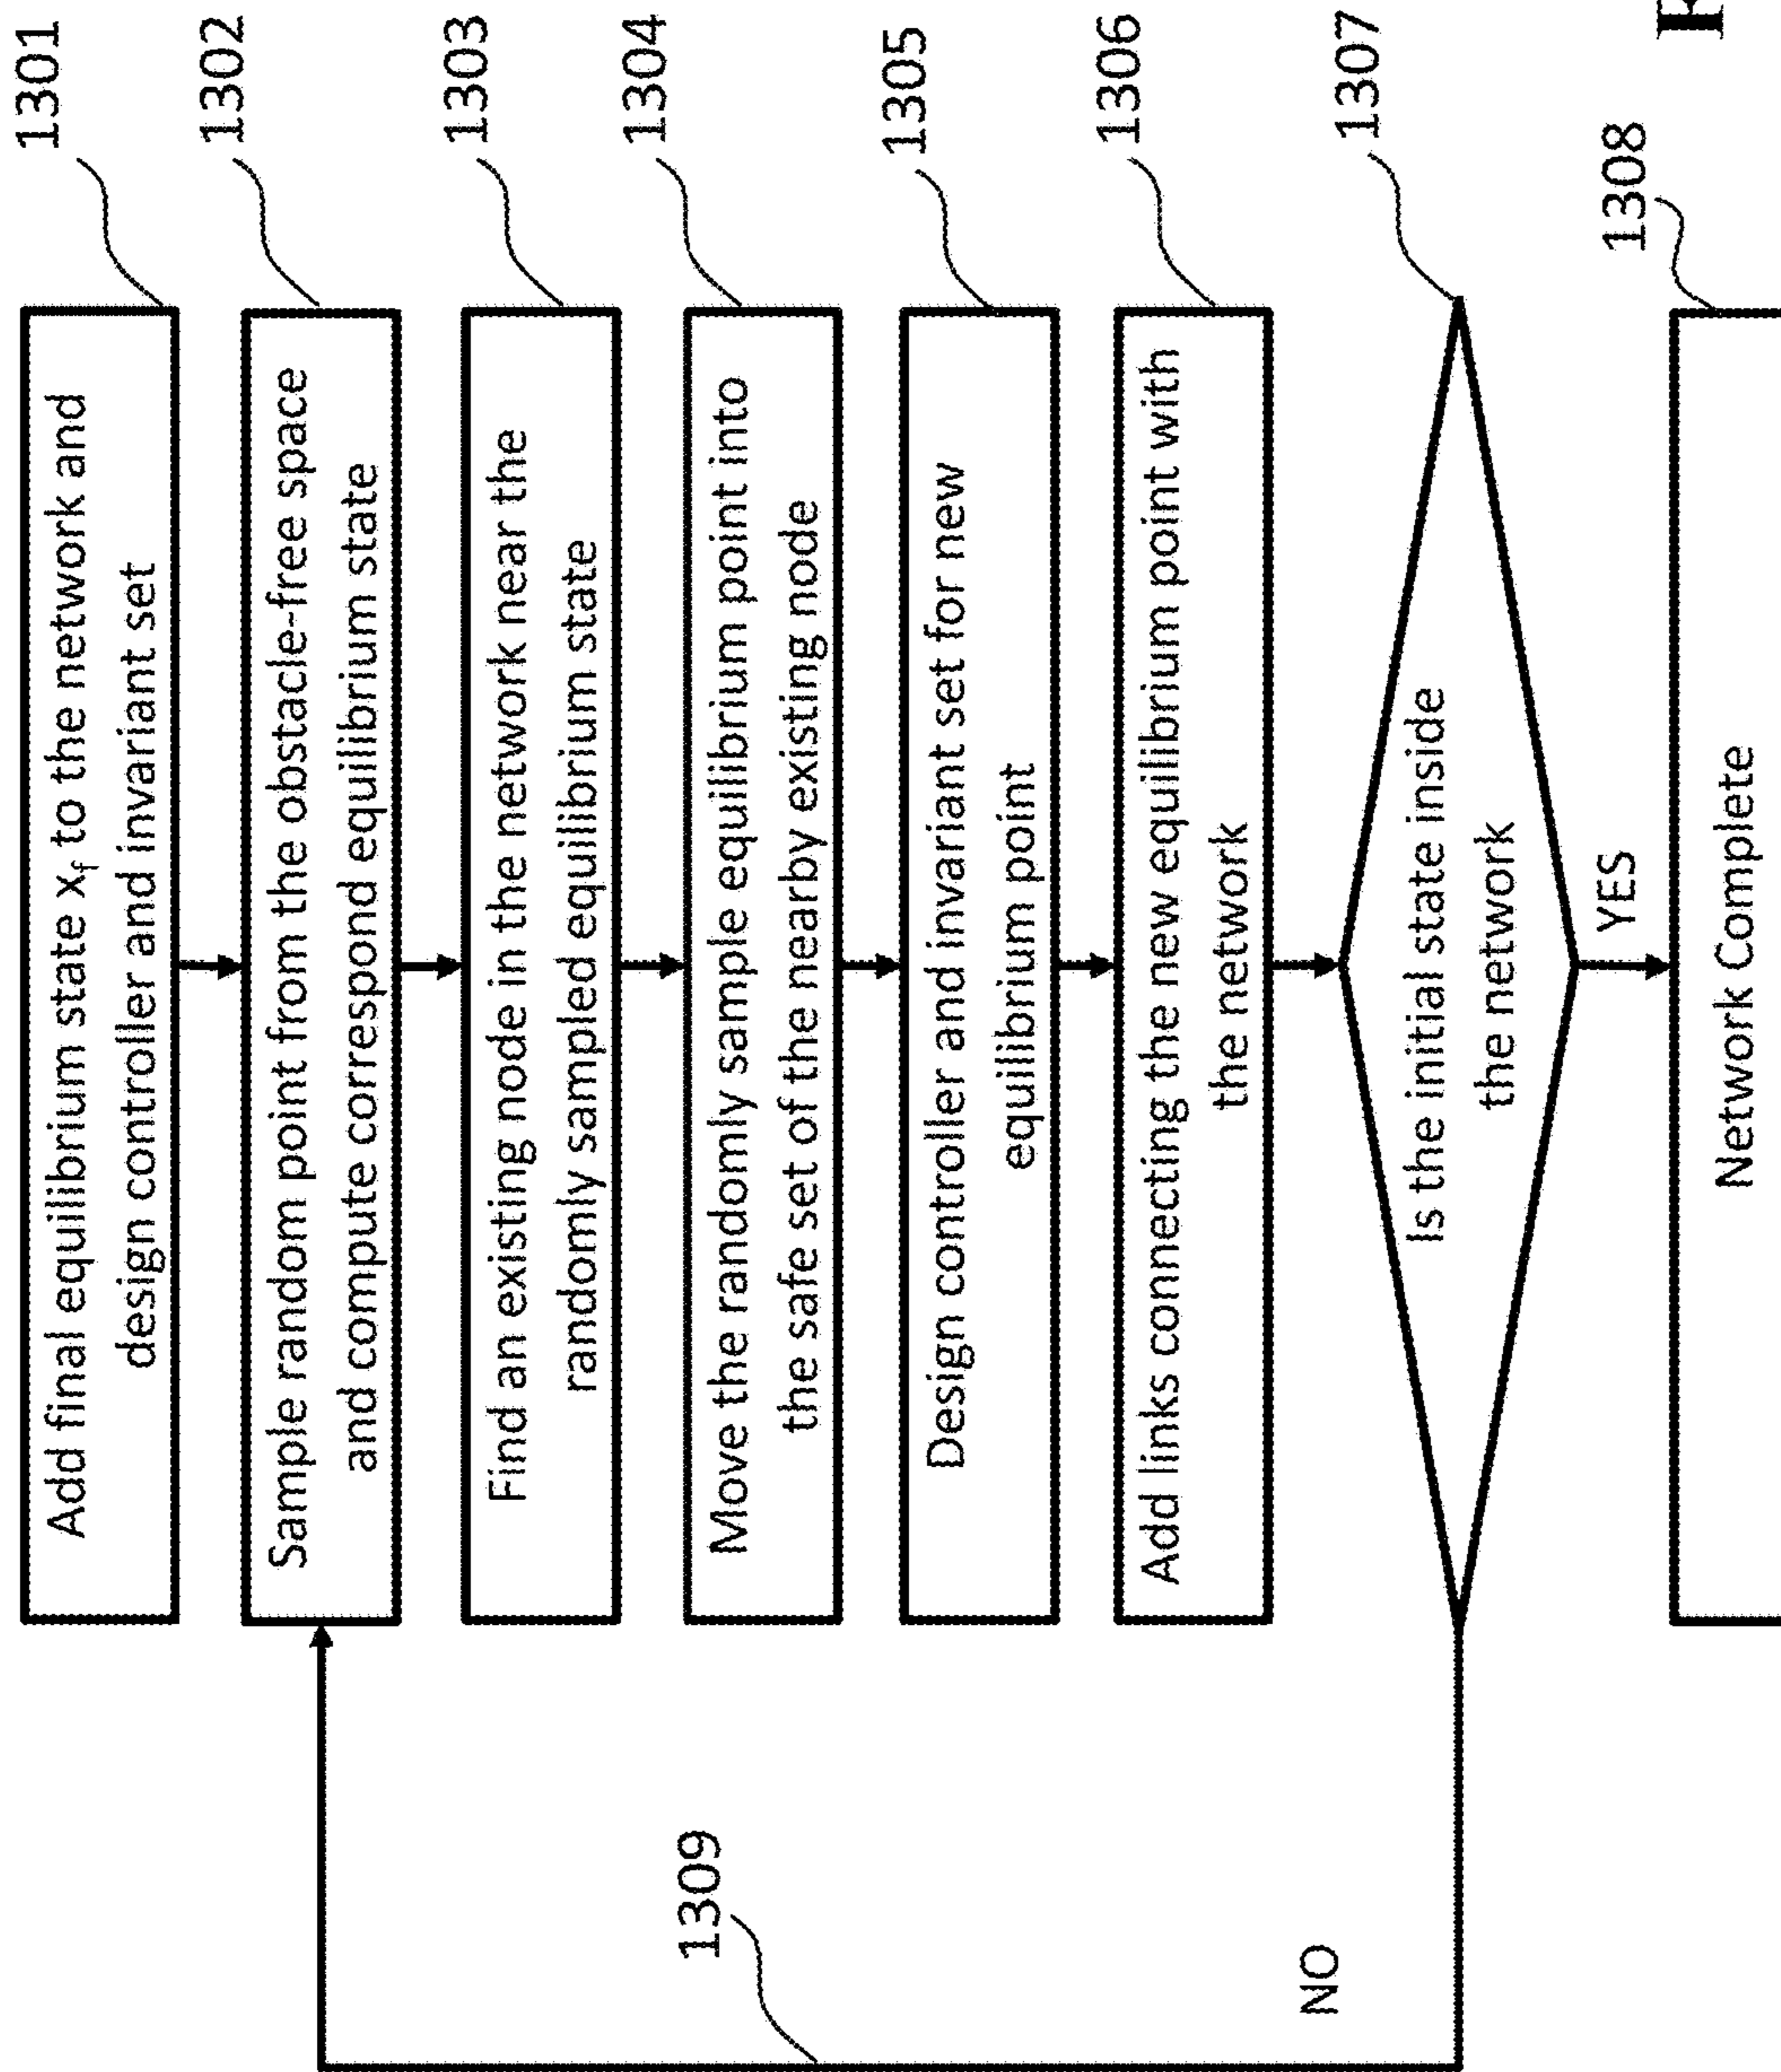 Add final equilibrium state xf to the network and
design controller and invariant set
1301
Sample random point from the obstacle-free space
and compute correspond equilibrium state
1302
Find an existing node in the network near the
randomly sampled equilibrium state
1303
Move the randomly sample equilibrium point into
the safe set of the nearby existing node
1304
Design controller and invariant set for new
equilibrium point
1305
Add links connecting the new equilibrium point with
the network
1306
Is the initial state inside
the network
1307
NO
1309
YES
Network Complete
1308